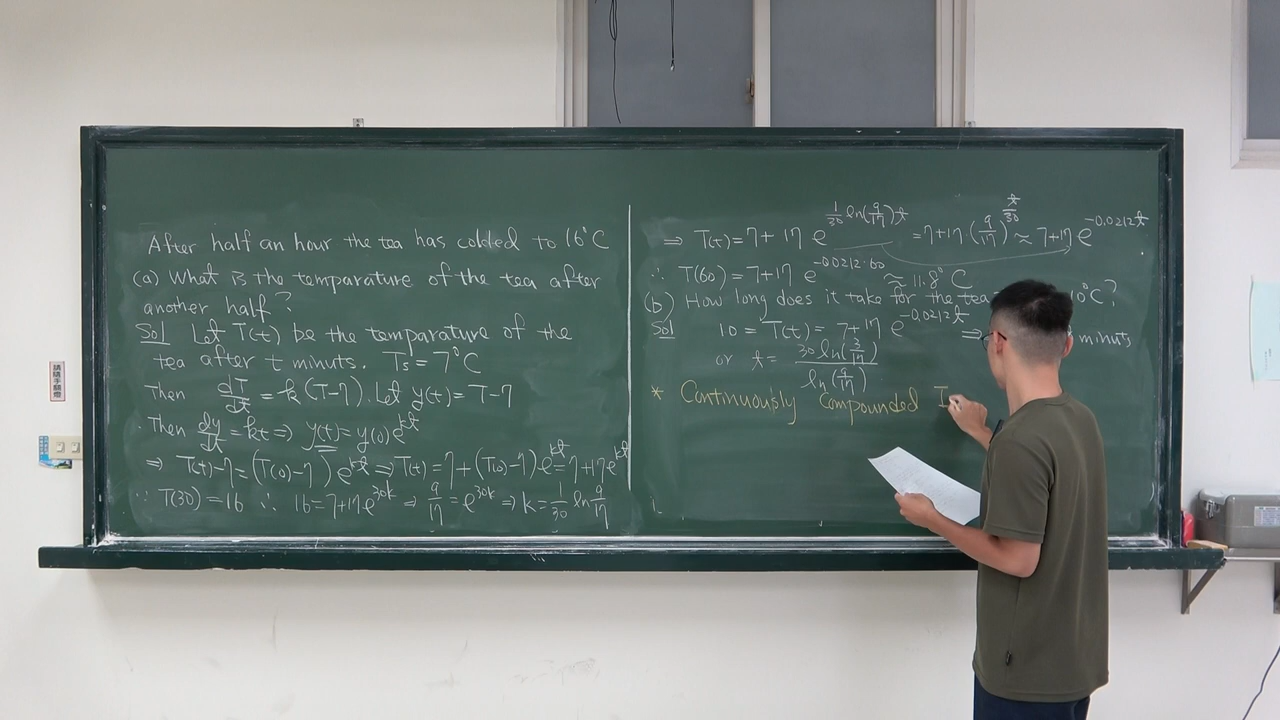 After half an hour the tea has colded to 16°C
(a) What is the temparature of the tea after
another half?
Sol Let T(t) be the temparature of the
tea after t minuts. Ts = 7°C
Then dT/dt = k(T-7). Let y(t) = T-7
Then dy/dt = kt ⇒ y(t) = y(0)e^{kt}
⇒ T(t)-7 = (T(0)-7)e^{kt} ⇒ T(t) = 7+(T(0)-7)e^{kt} = 7+17e^{kt}
∵ T(30) = 16 ∴ 16 = 7+17e^{30k} ⇒ 9/17 = e^{30k} ⇒ k = 1/30 ln 9/17
⇒ T(t) = 7+17 e^{1/30 ln(9/17)t} = 7+17(9/17)^{t/30} ≈ 7+17e^{-0.0212t}
∴ T(60) = 7+17 e^{-0.0212·60} ≈ 11.8°C
(b) How long does it take for the tea 10°C?
Sol 10 = T(t) = 7+17 e^{-0.0212t} ⇒ minuts
or t = 30 ln(3/17) / ln(9/17)
* Continuously Compounded I